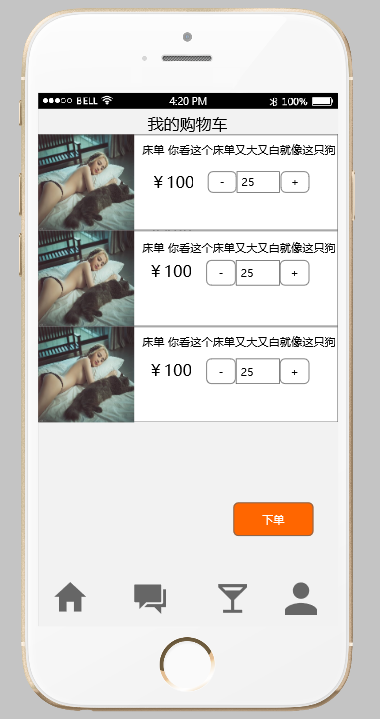 BELL 4:20 PM 100%
我的购物车
床单 你看这个床单又大又白就像这只狗
￥100 - 25 +
床单 你看这个床单又大又白就像这只狗
￥100 - 25 +
床单 你看这个床单又大又白就像这只狗
￥100 - 25 +
下单